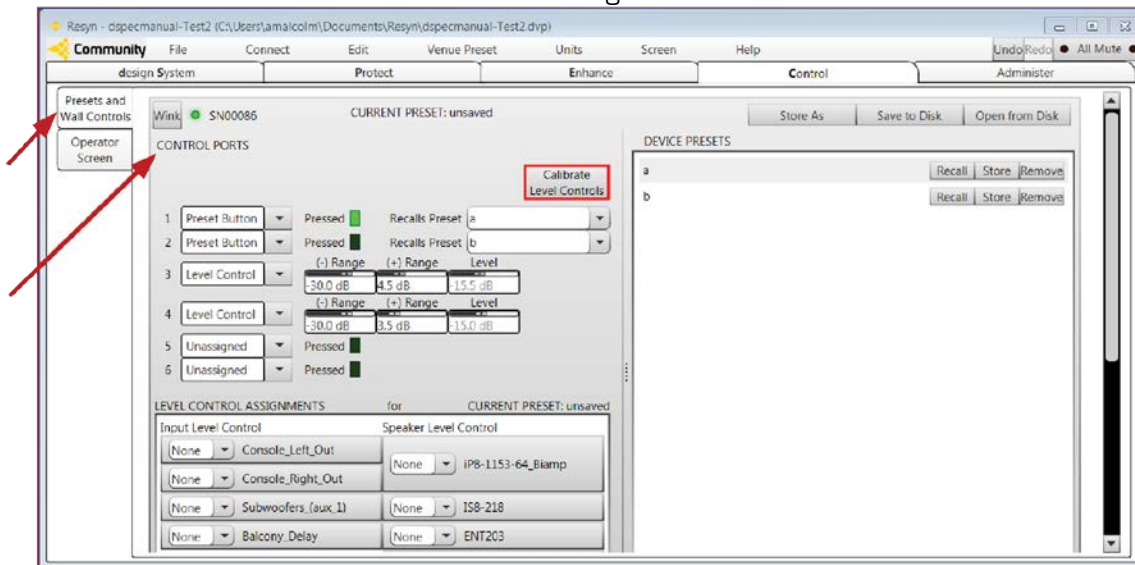 Resyn - dspecmanual-Test2 (C:\Users\amalcolm\Documents\Resyn\dspecmanual-Test2.dvp)
Community File Connect Edit Venue Preset Units Screen Help Undo Redo All Mute
design System Protect Enhance Control Administer
Presets and
Wall Controls
Operator
Screen
Wink SN00086 CURRENT PRESET: unsaved Store As Save to Disk Open from Disk
CONTROL PORTS
Calibrate
Level Controls
1 Preset Button Pressed Recalls Preset a
2 Preset Button Pressed Recalls Preset b
(-) Range (+) Range Level
3 Level Control -30.0 dB 4.5 dB -15.5 dB
(-) Range (+) Range Level
4 Level Control -30.0 dB 3.5 dB -15.0 dB
5 Unassigned Pressed
6 Unassigned Pressed
LEVEL CONTROL ASSIGNMENTS for CURRENT PRESET: unsaved
Input Level Control Speaker Level Control
None Console_Left_Out
None iP8-1153-64_Biamp
None Console_Right_Out
None Subwoofers_(aux_1) None IS8-218
None Balcony_Delay None ENT203
DEVICE PRESETS
a Recall Store Remove
b Recall Store Remove